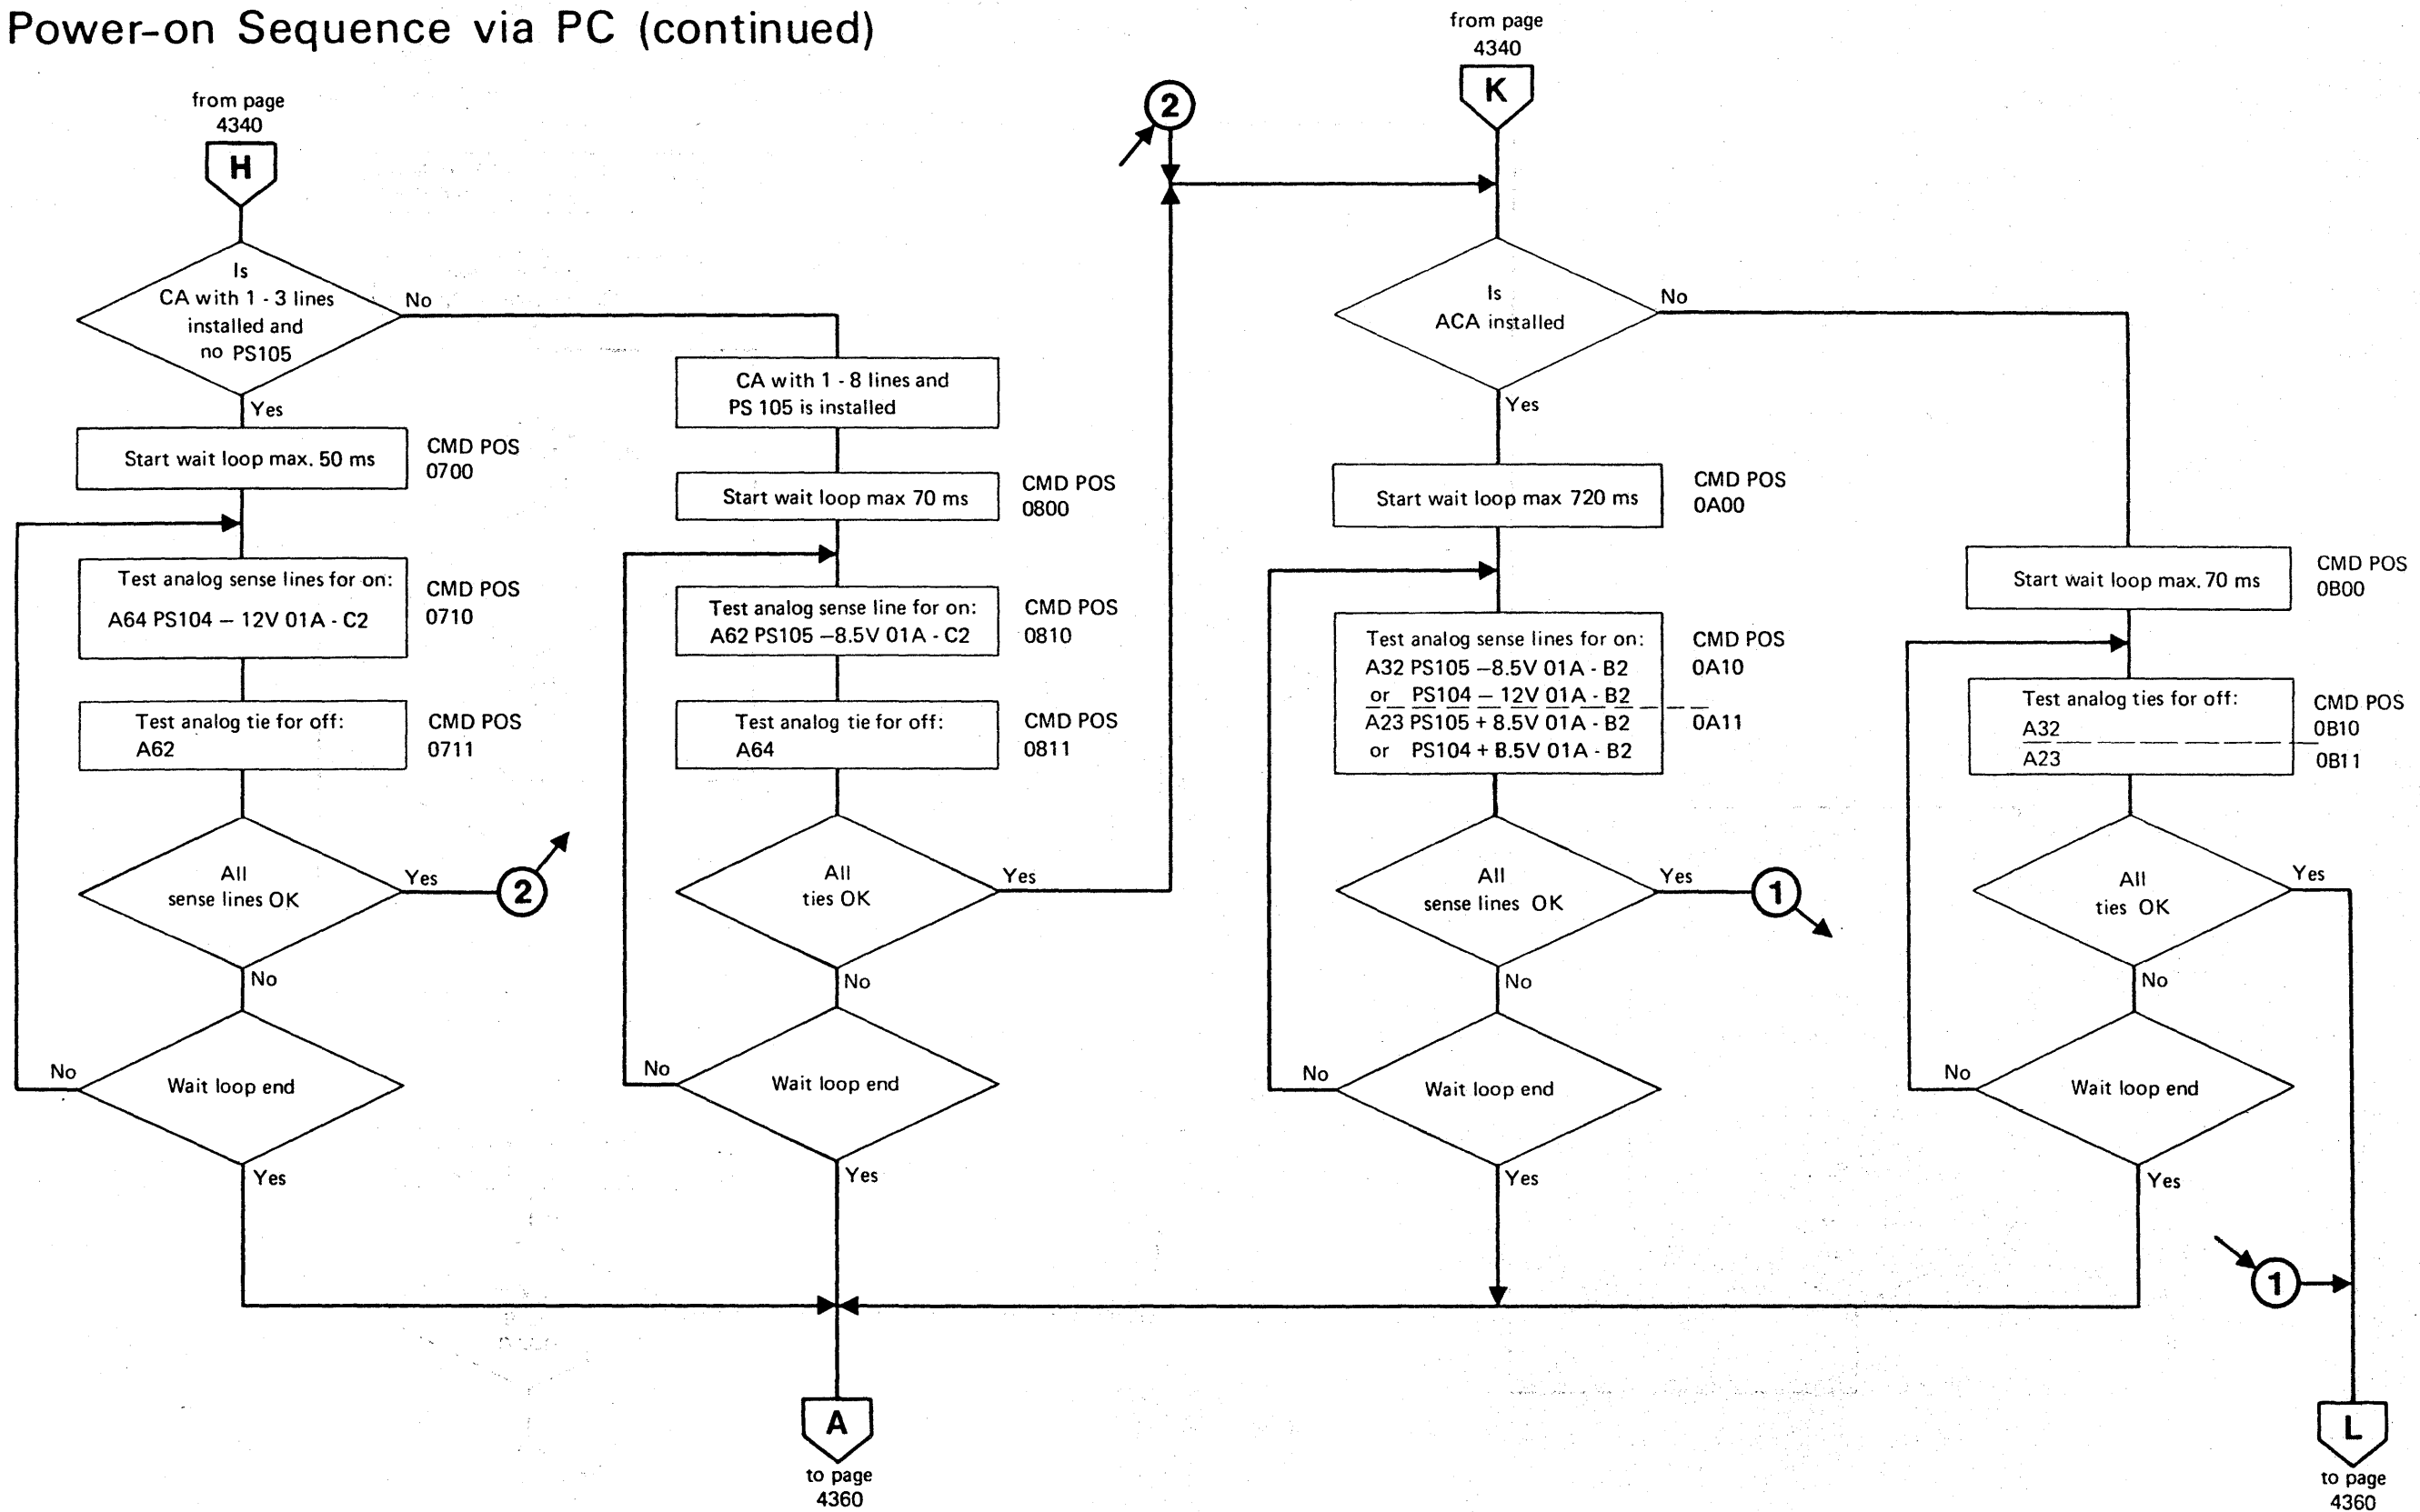 Power-on Sequence via PC (continued)
from page
4340
H
Is
CA with 1 - 3 lines
installed and
no PS105
No
Yes
Start wait loop max. 50 ms
CMD POS
0700
Test analog sense lines for on:
A64 PS104 – 12V 01A - C2
CMD POS
0710
Test analog tie for off:
A62
CMD POS
0711
All
sense lines OK
Yes
2
No
Wait loop end
No
Yes
CA with 1 - 8 lines and
PS 105 is installed
Start wait loop max 70 ms
CMD POS
0800
Test analog sense line for on:
A62 PS105 –8.5V 01A - C2
CMD POS
0810
Test analog tie for off:
A64
CMD POS
0811
All
ties OK
Yes
No
Wait loop end
No
Yes
A
to page
4360
2
from page
4340
K
Is
ACA installed
No
Yes
Start wait loop max 720 ms
CMD POS
0A00
Test analog sense lines for on:
A32 PS105 –8.5V 01A - B2
or PS104 – 12V 01A - B2
A23 PS105 + 8.5V 01A - B2
or PS104 + 8.5V 01A - B2
CMD POS
0A10
0A11
All
sense lines OK
Yes
1
No
Wait loop end
No
Yes
Start wait loop max. 70 ms
CMD POS
0B00
Test analog ties for off:
A32
A23
CMD POS
0B10
0B11
All
ties OK
Yes
No
Wait loop end
No
Yes
1
L
to page
4360